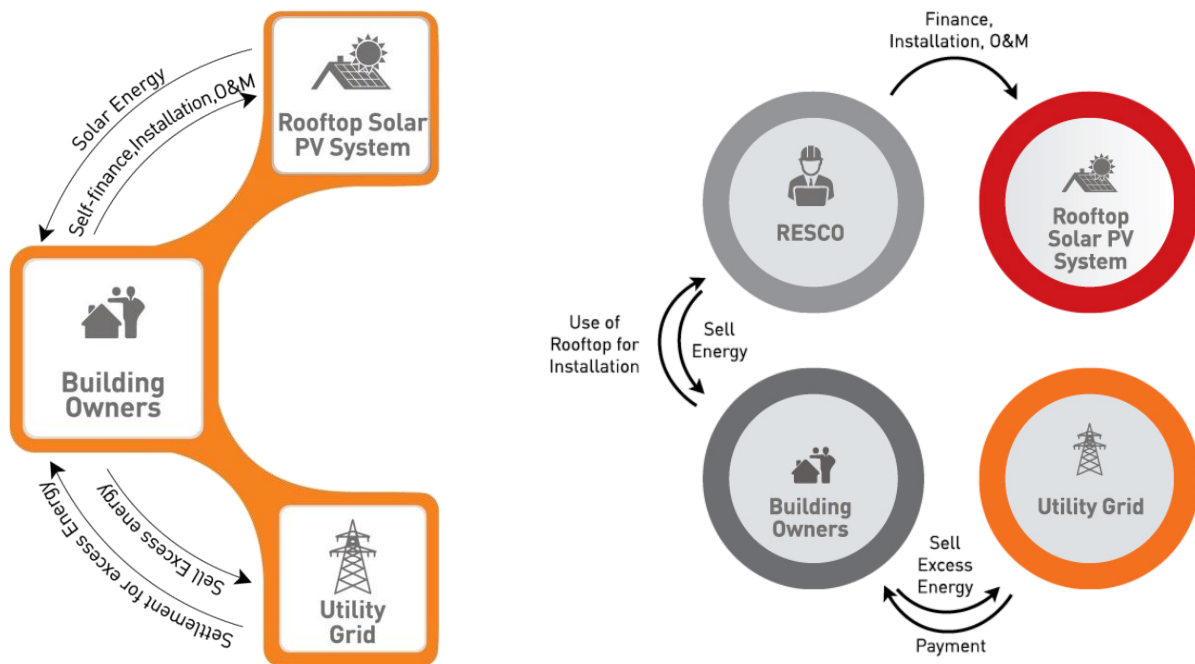 Solar Energy
Self-finance,Installation,O&M
Rooftop Solar
PV System
Building
Owners
Sell Excess energy
Settlement for excess Energy
Utility
Grid
Finance,
Installation, O&M
RESCO
Rooftop
Solar PV
System
Use of
Rooftop for
Installation
Sell
Energy
Building
Owners
Utility Grid
Sell
Excess
Energy
Payment